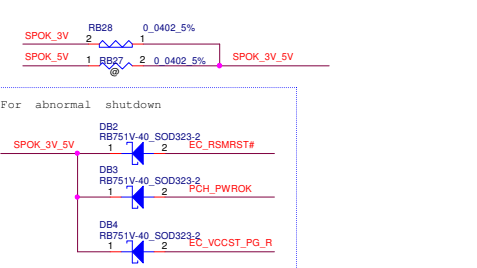 RB28 0_0402_5%
SPOK_3V 2 1
SPOK_5V 1 RB27 2 0_0402_5% SPOK_3V_5V
@
For abnormal shutdown
DB2
RB751V-40_SOD323-2
SPOK_3V_5V 1 2 EC_RSMRST#
DB3
RB751V-40_SOD323-2
1 2 PCH_PWROK
DB4
RB751V-40_SOD323-2
1 2 EC_VCCST_PG_R